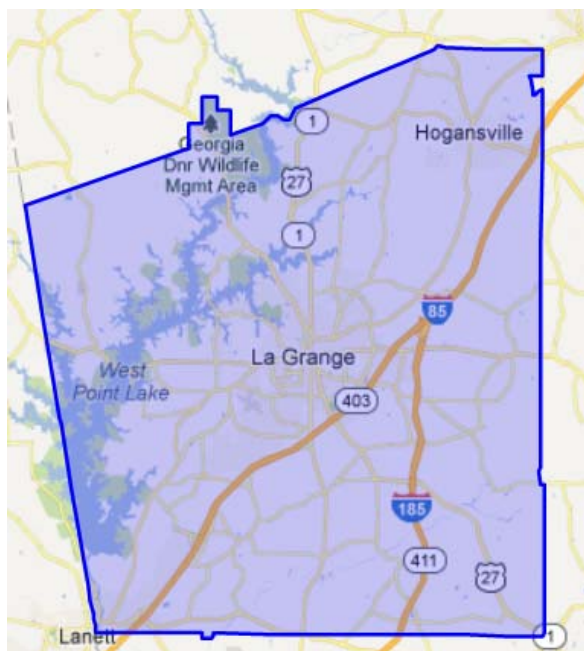 1
Hogansville
Georgia
Dnr Wildlife
Mgmt Area
27
1
85
La Grange
West
Point Lake
403
185
411
27
Lanett
1